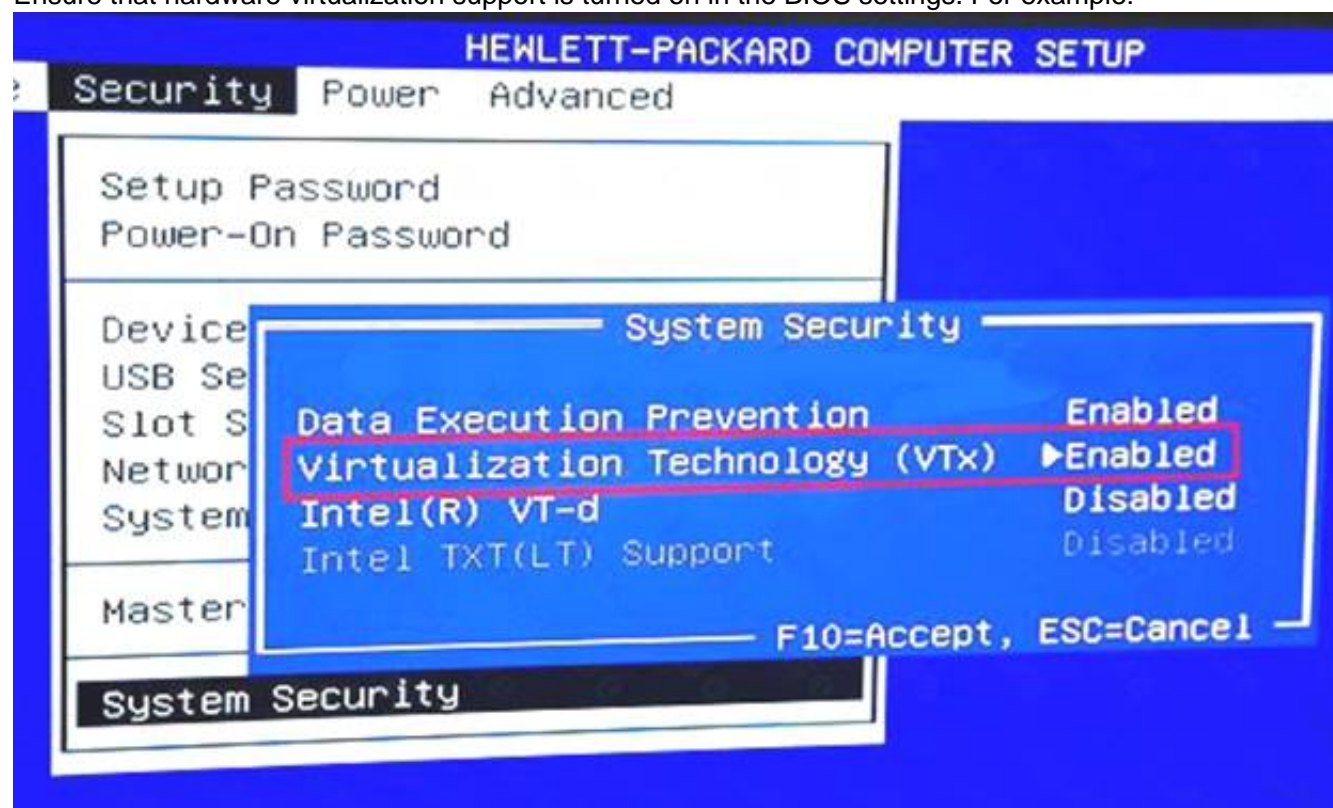 Ensure that hardware virtualization support is turned on in the BIOS settings. For example:
HEWLETT-PACKARD COMPUTER SETUP
Security Power Advanced
Setup Password
Power-On Password
Device
USB Se
Slot S
Networ
System
Master
System Security
System Security
Data Execution Prevention Enabled
Virtualization Technology (VTx) ▶Enabled
Intel(R) VT-d Disabled
Intel TXT(LT) Support Disabled
F10=Accept, ESC=Cancel